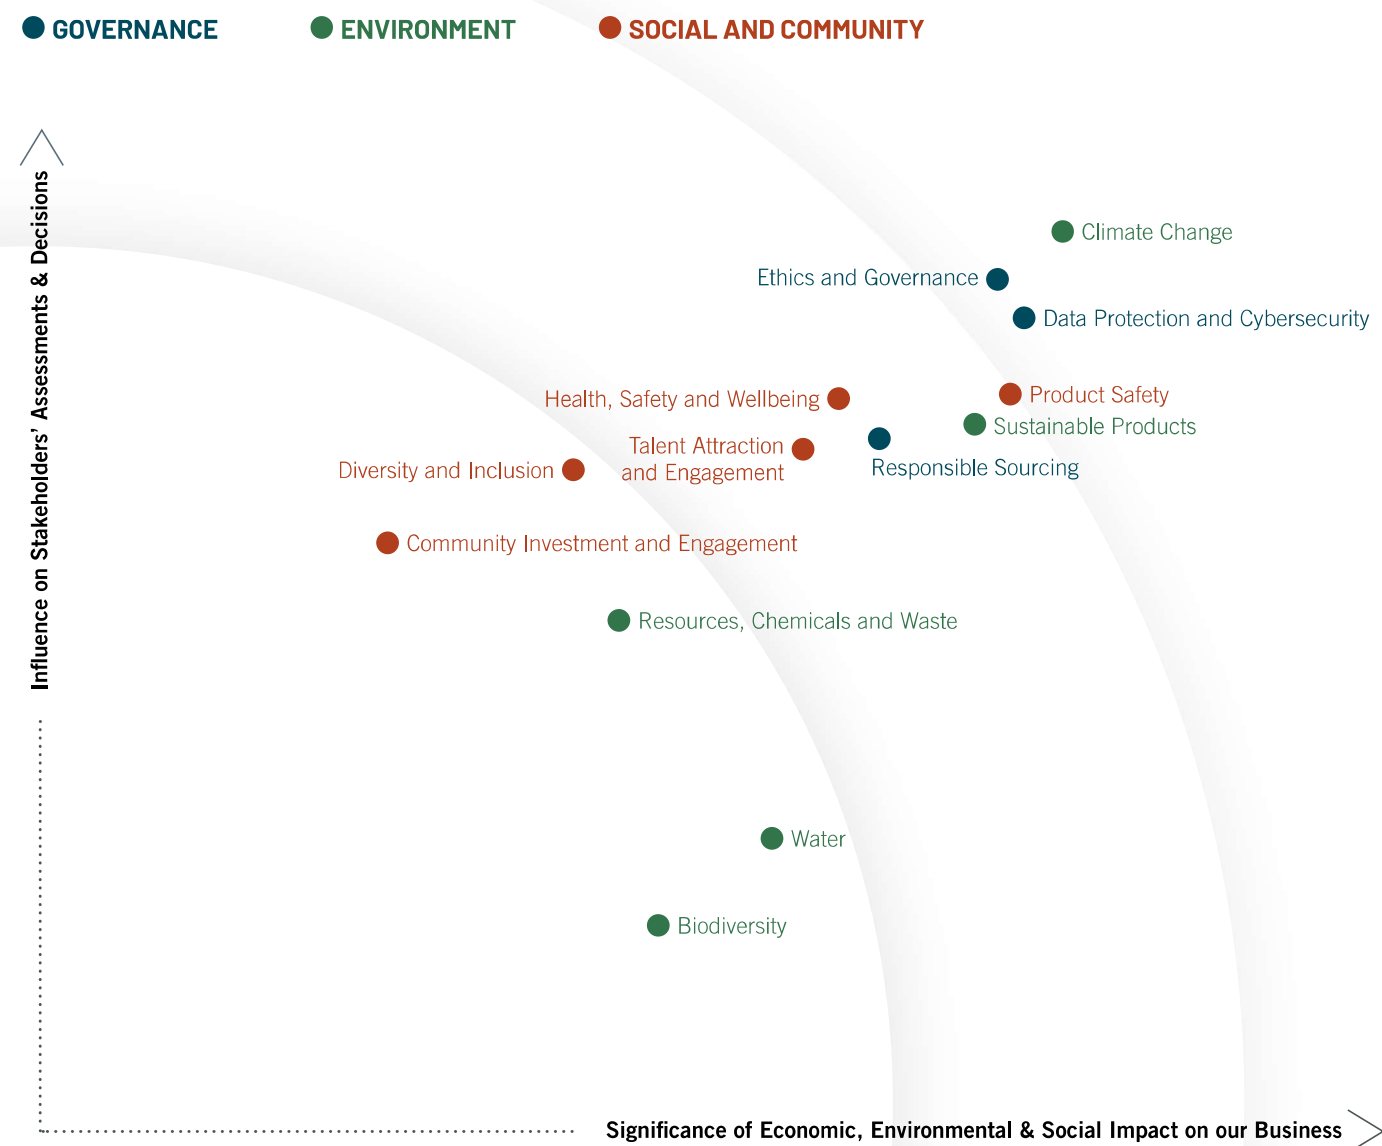 GOVERNANCE
ENVIRONMENT
SOCIAL AND COMMUNITY
Influence on Stakeholders’ Assessments & Decisions
Climate Change
Ethics and Governance
Data Protection and Cybersecurity
Health, Safety and Wellbeing
Product Safety
Sustainable Products
Talent Attraction
and Engagement
Responsible Sourcing
Diversity and Inclusion
Community Investment and Engagement
Resources, Chemicals and Waste
Water
Biodiversity
Significance of Economic, Environmental & Social Impact on our Business